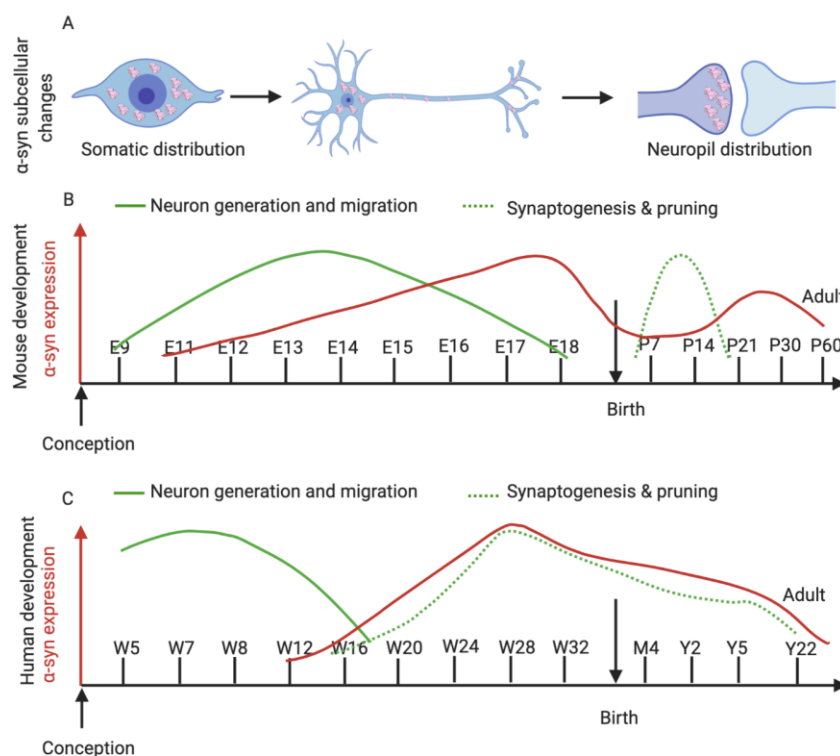 A
α-syn subcellular
changes
Somatic distribution
Neuropil distribution
B
Neuron generation and migration
Synaptogenesis & pruning
Mouse development
α-syn expression
Adult
E9
E11
E12
E13
E14
E15
E16
E17
E18
P7
P14
P21
P30
P60
Birth
Conception
C
Neuron generation and migration
Synaptogenesis & pruning
Human development
α-syn expression
Adult
W5
W7
W8
W12
W16
W20
W24
W28
W32
M4
Y2
Y5
Y22
Birth
Conception